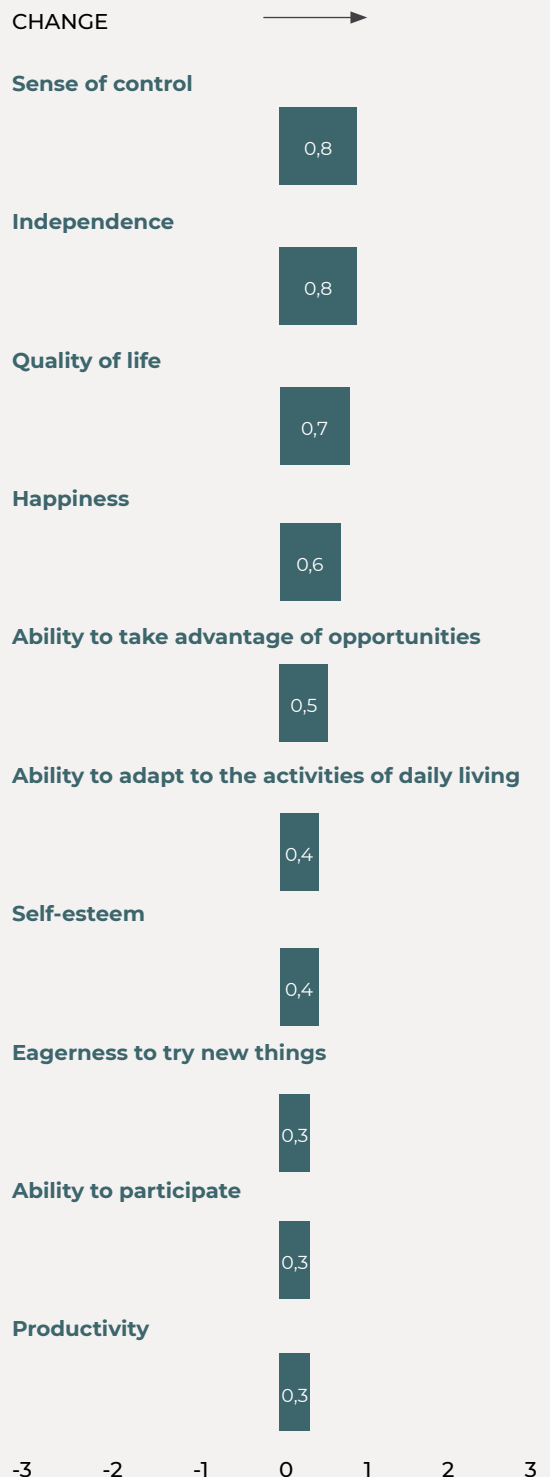 CHANGE
Sense of control
0,8
Independence
0,8
Quality of life
0,7
Happiness
0,6
Ability to take advantage of opportunities
0,5
Ability to adapt to the activities of daily living
0,4
Self-esteem
0,4
Eagerness to try new things
0,3
Ability to participate
0,3
Productivity
0,3
-3 -2 -1 0 1 2 3